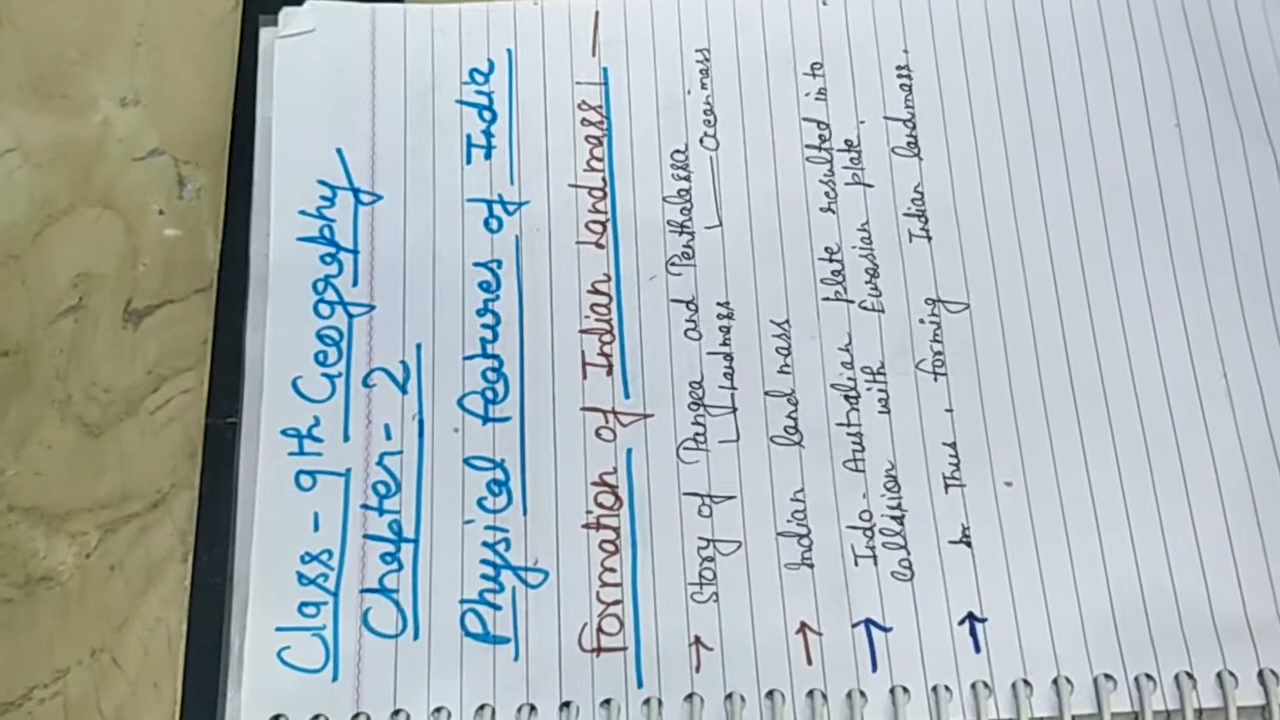 Class - 9th Geography
Chapter - 2
Physical features of India
Formation of Indian Landmass! —
→ Story of Pangea and Penthalassa
Landmass Oceanmass
→ Indian land mass
→ Indo-Australian plate resulted in to
collision with Eurasian plate.
→ Thus, forming Indian landmass.